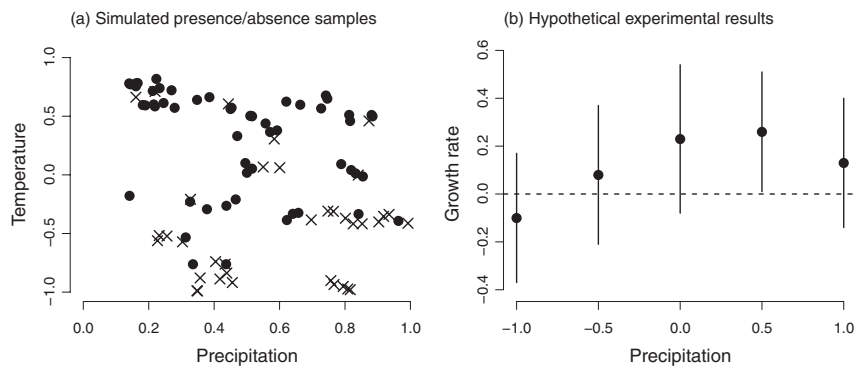 (a) Simulated presence/absence samples
1.0
0.5
0.0
−0.5
−1.0
Temperature
0.0 0.2 0.4 0.6 0.8 1.0
Precipitation
(b) Hypothetical experimental results
0.6
0.4
0.2
0.0
−0.2
−0.4
Growth rate
−1.0 −0.5 0.0 0.5 1.0
Precipitation